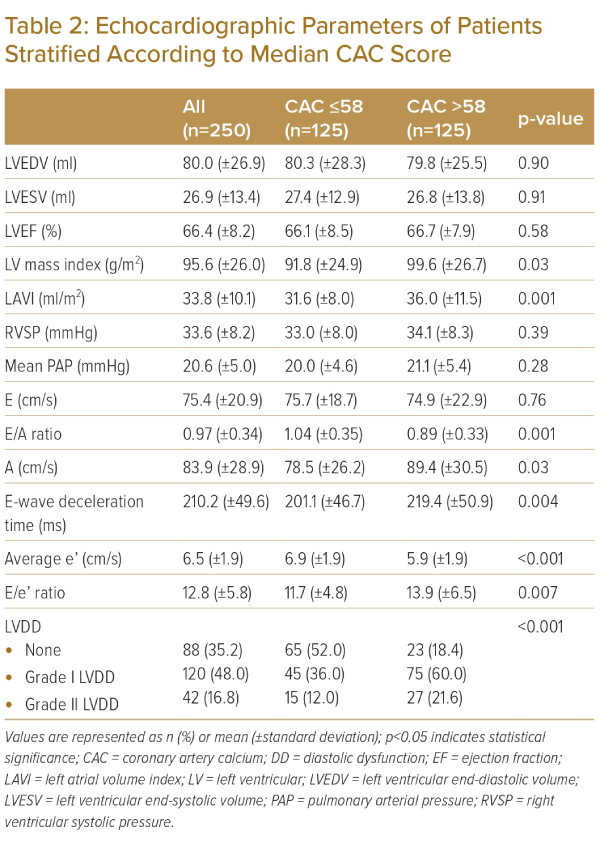 Table 2: Echocardiographic Parameters of Patients
Stratified According to Median CAC Score
All (n=250) CAC ≤58 (n=125) CAC >58 (n=125) p-value
LVEDV (ml) 80.0 (±26.9) 80.3 (±28.3) 79.8 (±25.5) 0.90
LVESV (ml) 26.9 (±13.4) 27.4 (±12.9) 26.8 (±13.8) 0.91
LVEF (%) 66.4 (±8.2) 66.1 (±8.5) 66.7 (±7.9) 0.58
LV mass index (g/m²) 95.6 (±26.0) 91.8 (±24.9) 99.6 (±26.7) 0.03
LAVI (ml/m²) 33.8 (±10.1) 31.6 (±8.0) 36.0 (±11.5) 0.001
RVSP (mmHg) 33.6 (±8.2) 33.0 (±8.0) 34.1 (±8.3) 0.39
Mean PAP (mmHg) 20.6 (±5.0) 20.0 (±4.6) 21.1 (±5.4) 0.28
E (cm/s) 75.4 (±20.9) 75.7 (±18.7) 74.9 (±22.9) 0.76
E/A ratio 0.97 (±0.34) 1.04 (±0.35) 0.89 (±0.33) 0.001
A (cm/s) 83.9 (±28.9) 78.5 (±26.2) 89.4 (±30.5) 0.03
E-wave deceleration 210.2 (±49.6) 201.1 (±46.7) 219.4 (±50.9) 0.004
time (ms)
Average e' (cm/s) 6.5 (±1.9) 6.9 (±1.9) 5.9 (±1.9) <0.001
E/e' ratio 12.8 (±5.8) 11.7 (±4.8) 13.9 (±6.5) 0.007
LVDD <0.001
• None 88 (35.2) 65 (52.0) 23 (18.4)
• Grade I LVDD 120 (48.0) 45 (36.0) 75 (60.0)
• Grade II LVDD 42 (16.8) 15 (12.0) 27 (21.6)
Values are represented as n (%) or mean (±standard deviation); p<0.05 indicates statistical
significance; CAC = coronary artery calcium; DD = diastolic dysfunction; EF = ejection fraction;
LAVI = left atrial volume index; LV = left ventricular; LVEDV = left ventricular end-diastolic volume;
LVESV = left ventricular end-systolic volume; PAP = pulmonary arterial pressure; RVSP = right
ventricular systolic pressure.